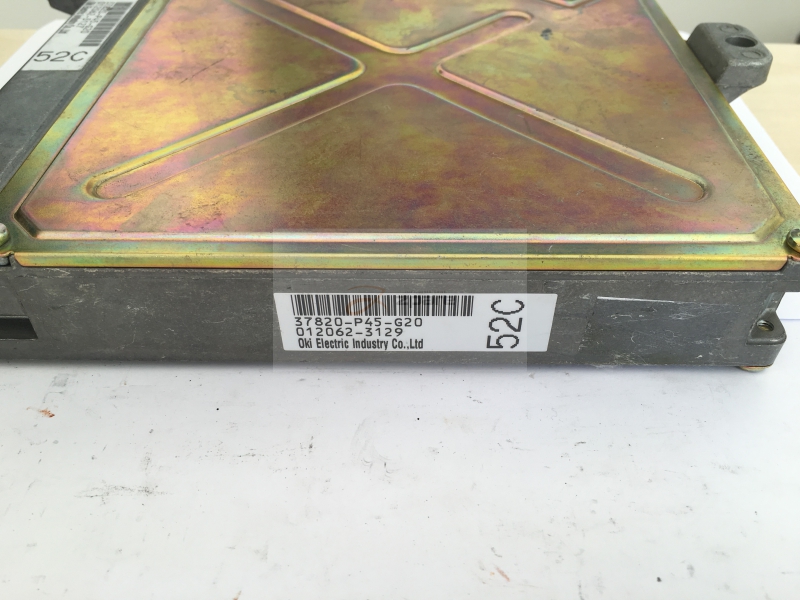 52C
37820-P45-G20
012062-3129
Oki Electric Industry Co.,Ltd
52C